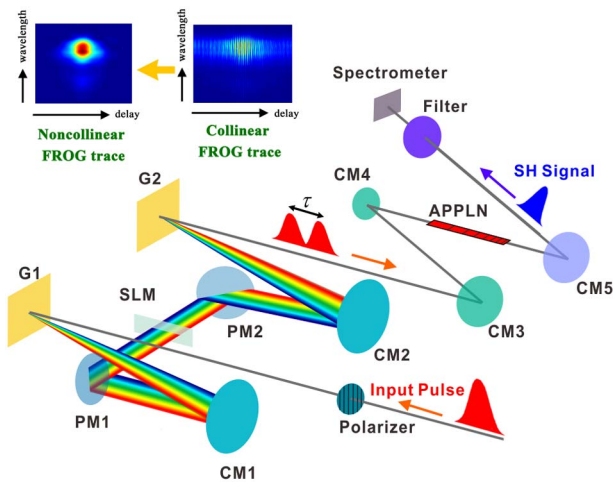 wavelength
wavelength
delay
delay
Noncollinear
FROG trace
Collinear
FROG trace
Spectrometer
Filter
SH Signal
CM4
APPLN
G2
τ
CM5
G1
SLM
PM2
CM3
CM2
PM1
Input Pulse
Polarizer
CM1